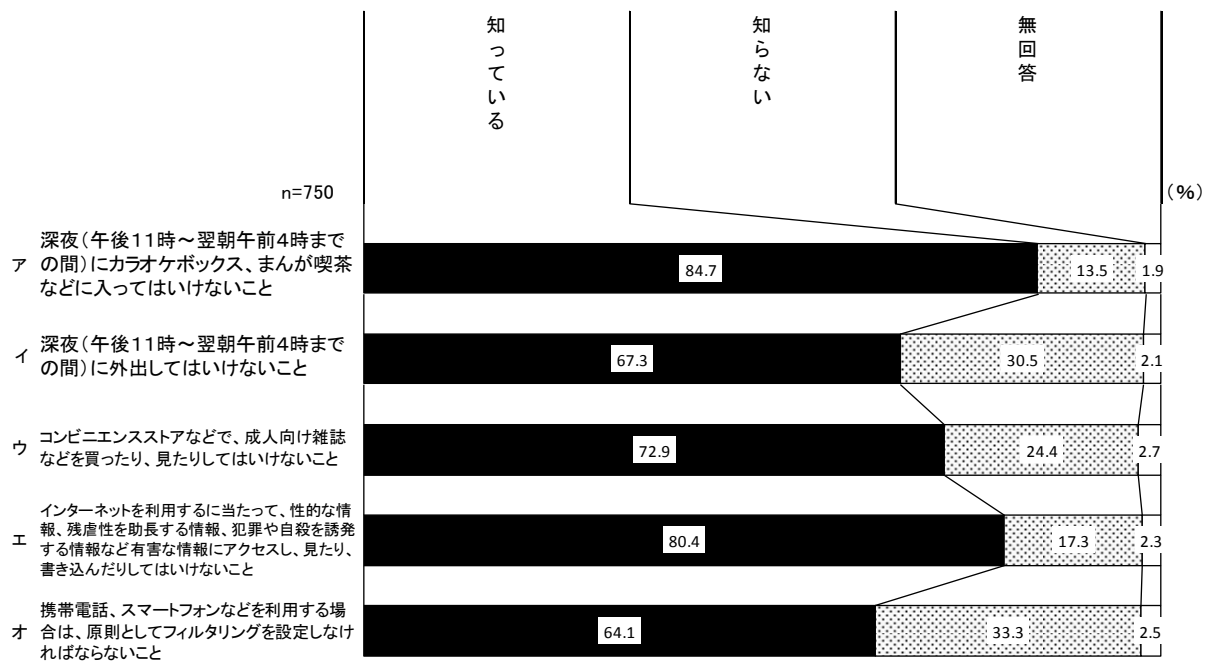 知っている
知らない
無回答
n=750
(%)
ア
深夜(午後11時～翌朝午前4時まで
の間)にカラオケボックス、まんが喫茶
などに入ってはいけないこと
84.7
13.5
1.9
イ
深夜(午後11時～翌朝午前4時まで
の間)に外出してはいけないこと
67.3
30.5
2.1
ウ
コンビニエンスストアなどで、成人向け雑誌
などを買ったり、見たりしてはいけないこと
72.9
24.4
2.7
エ
インターネットを利用するに当たって、性的な情
報、残虐性を助長する情報、犯罪や自殺を誘発
する情報など有害な情報にアクセスし、見たり、
書き込んだりしてはいけないこと
80.4
17.3
2.3
オ
携帯電話、スマートフォンなどを利用する場
合は、原則としてフィルタリングを設定しなけ
ればならないこと
64.1
33.3
2.5